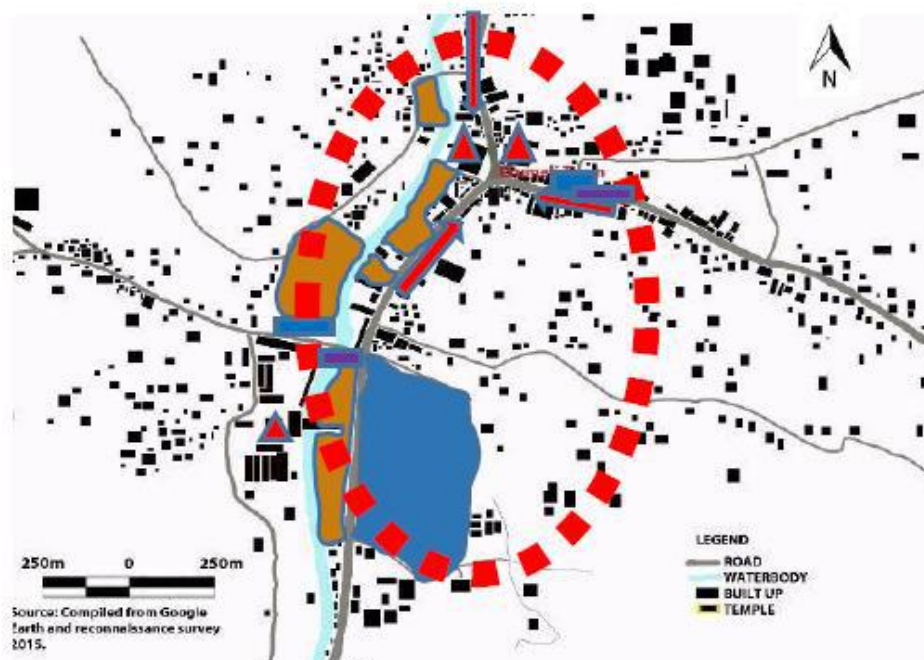 N
LEGEND
ROAD
WATERBODY
BUILT UP
TEMPLE
250m 0 250m
Source: Compiled from Google
Earth and reconnaissance survey
2015.